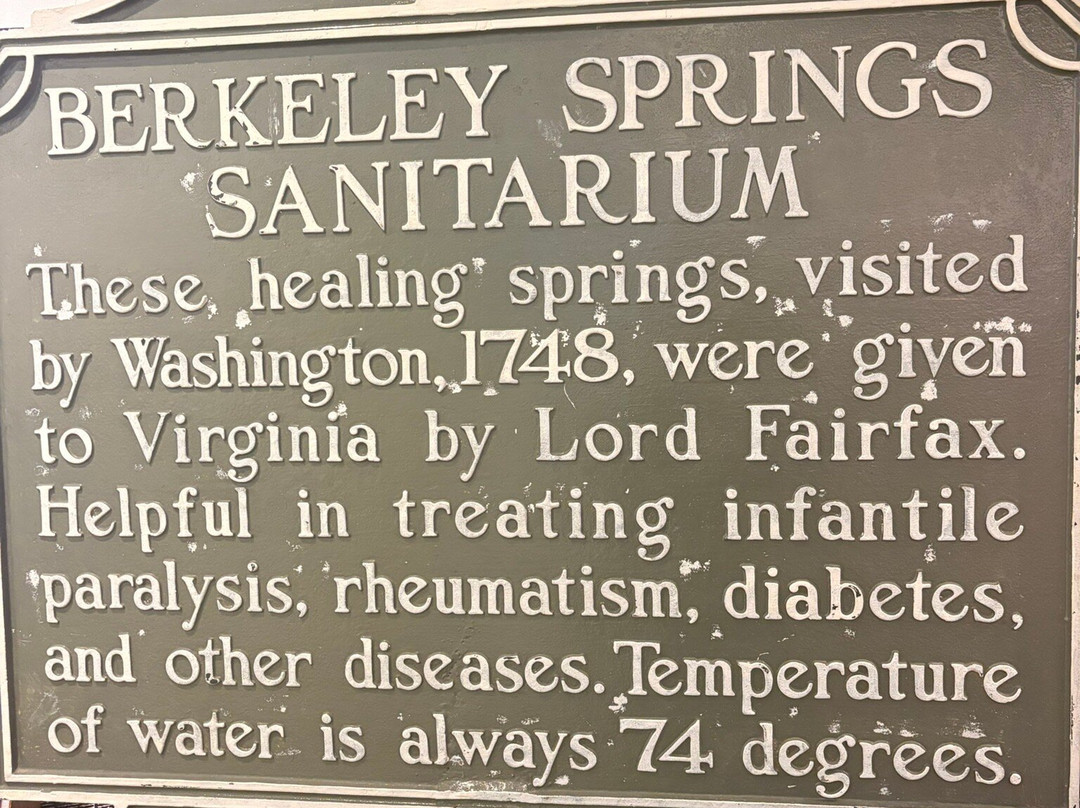 BERKELEY SPRINGS
SANITARIUM
These healing springs, visited
by Washington, 1748, were given
to Virginia by Lord Fairfax.
Helpful in treating infantile
paralysis, rheumatism, diabetes,
and other diseases. Temperature
of water is always 74 degrees.